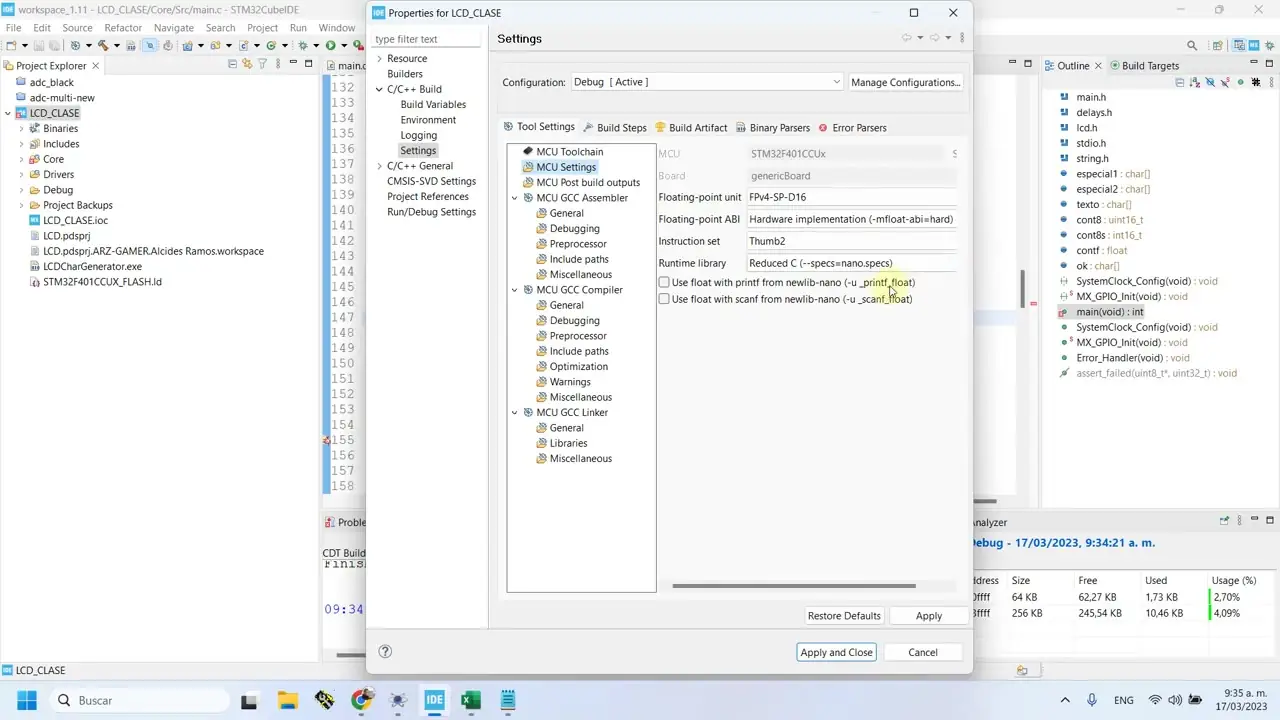 IDE workspace_1.11 - LCD_CLASE/Core/Src/main.c - STM32CubeIDE
File Edit Source Refactor Navigate Search Project Run Window
Project Explorer
adc_black
adc-multi-new
LCD_CLASE
Binaries
Includes
Core
Drivers
Debug
Project Backups
LCD_CLASE.ioc
LCD.pdsprj
LCD.pdsprj.ARZ-GAMER.Alcides Ramos.workspace
LCDCharGenerator.exe
STM32F401CCUX_FLASH.ld
main.c
132
133
134
135
136
137
138
139
140
141
142
143
144
145
146
147
148
149
150
151
152
153
154
155
156
157
158
Proble
CDT Build
Finis
09:34
IDE Properties for LCD_CLASE
type filter text
Resource
Builders
C/C++ Build
Build Variables
Environment
Logging
Settings
C/C++ General
CMSIS-SVD Settings
Project References
Run/Debug Settings
Settings
Configuration: Debug [ Active ] Manage Configurations...
Tool Settings Build Steps Build Artifact Binary Parsers Error Parsers
MCU Toolchain
MCU Settings
MCU Post build outputs
MCU GCC Assembler
General
Debugging
Preprocessor
Include paths
Miscellaneous
MCU GCC Compiler
General
Debugging
Preprocessor
Include paths
Optimization
Warnings
Miscellaneous
MCU GCC Linker
General
Libraries
Miscellaneous
MCU STM32F401CCUx S
Board genericBoard
Floating-point unit FPv4-SP-D16
Floating-point ABI Hardware implementation (-mfloat-abi=hard)
Instruction set Thumb2
Runtime library Reduced C (--specs=nano.specs)
Use float with printf from newlib-nano (-u _printf_float)
Use float with scanf from newlib-nano (-u _scanf_float)
Restore Defaults Apply
? Apply and Close Cancel
Outline Build Targets
main.h
delays.h
lcd.h
stdio.h
string.h
especial1 : char[]
especial2 : char[]
texto : char[]
cont8 : uint16_t
cont8s : int16_t
contf : float
ok : char[]
SystemClock_Config(void) : void
MX_GPIO_Init(void) : void
main(void) : int
SystemClock_Config(void) : void
MX_GPIO_Init(void) : void
Error_Handler(void) : void
assert_failed(uint8_t*, uint32_t) : void
Analyzer
Debug - 17/03/2023, 9:34:21 a. m.
ddress Size Free Used Usage (%)
0ffff 64 KB 62,27 KB 1,73 KB 2,70%
3ffff 256 KB 245,54 KB 10,46 KB 4,09%
LCD_CLASE
Buscar
IDE
ENG
9:35 a. m.
17/03/2023